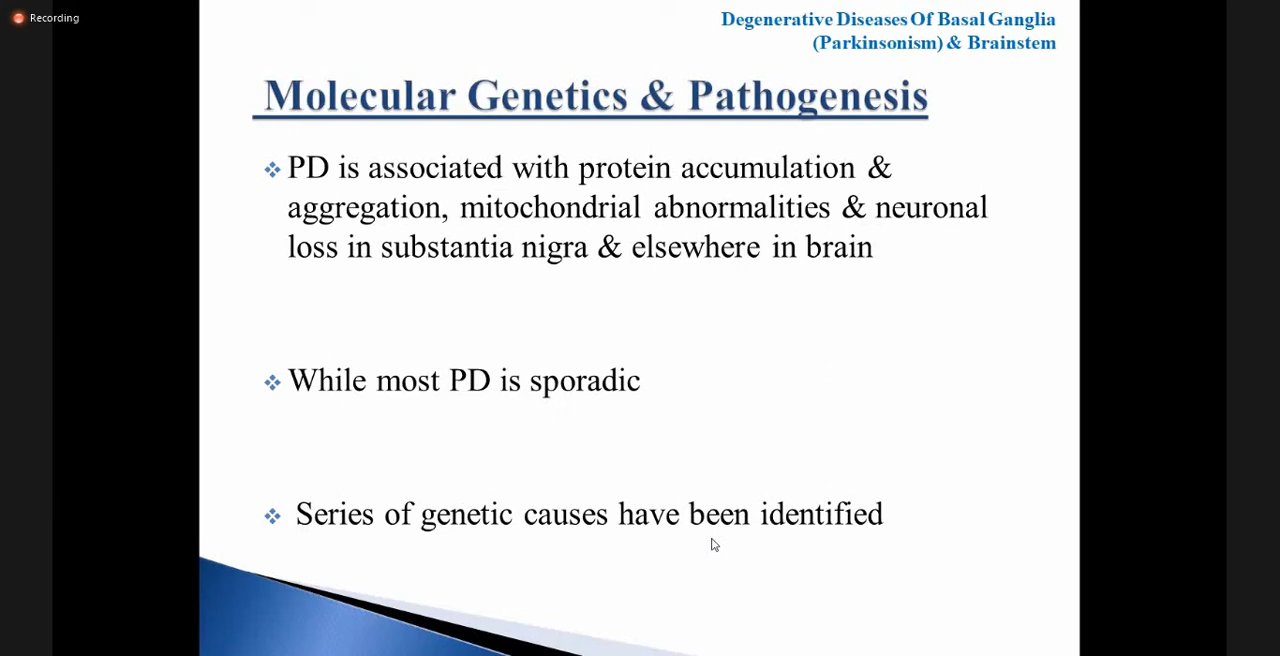 Recording
Degenerative Diseases Of Basal Ganglia
(Parkinsonism) & Brainstem
Molecular Genetics & Pathogenesis
PD is associated with protein accumulation &
aggregation, mitochondrial abnormalities & neuronal
loss in substantia nigra & elsewhere in brain
While most PD is sporadic
Series of genetic causes have been identified